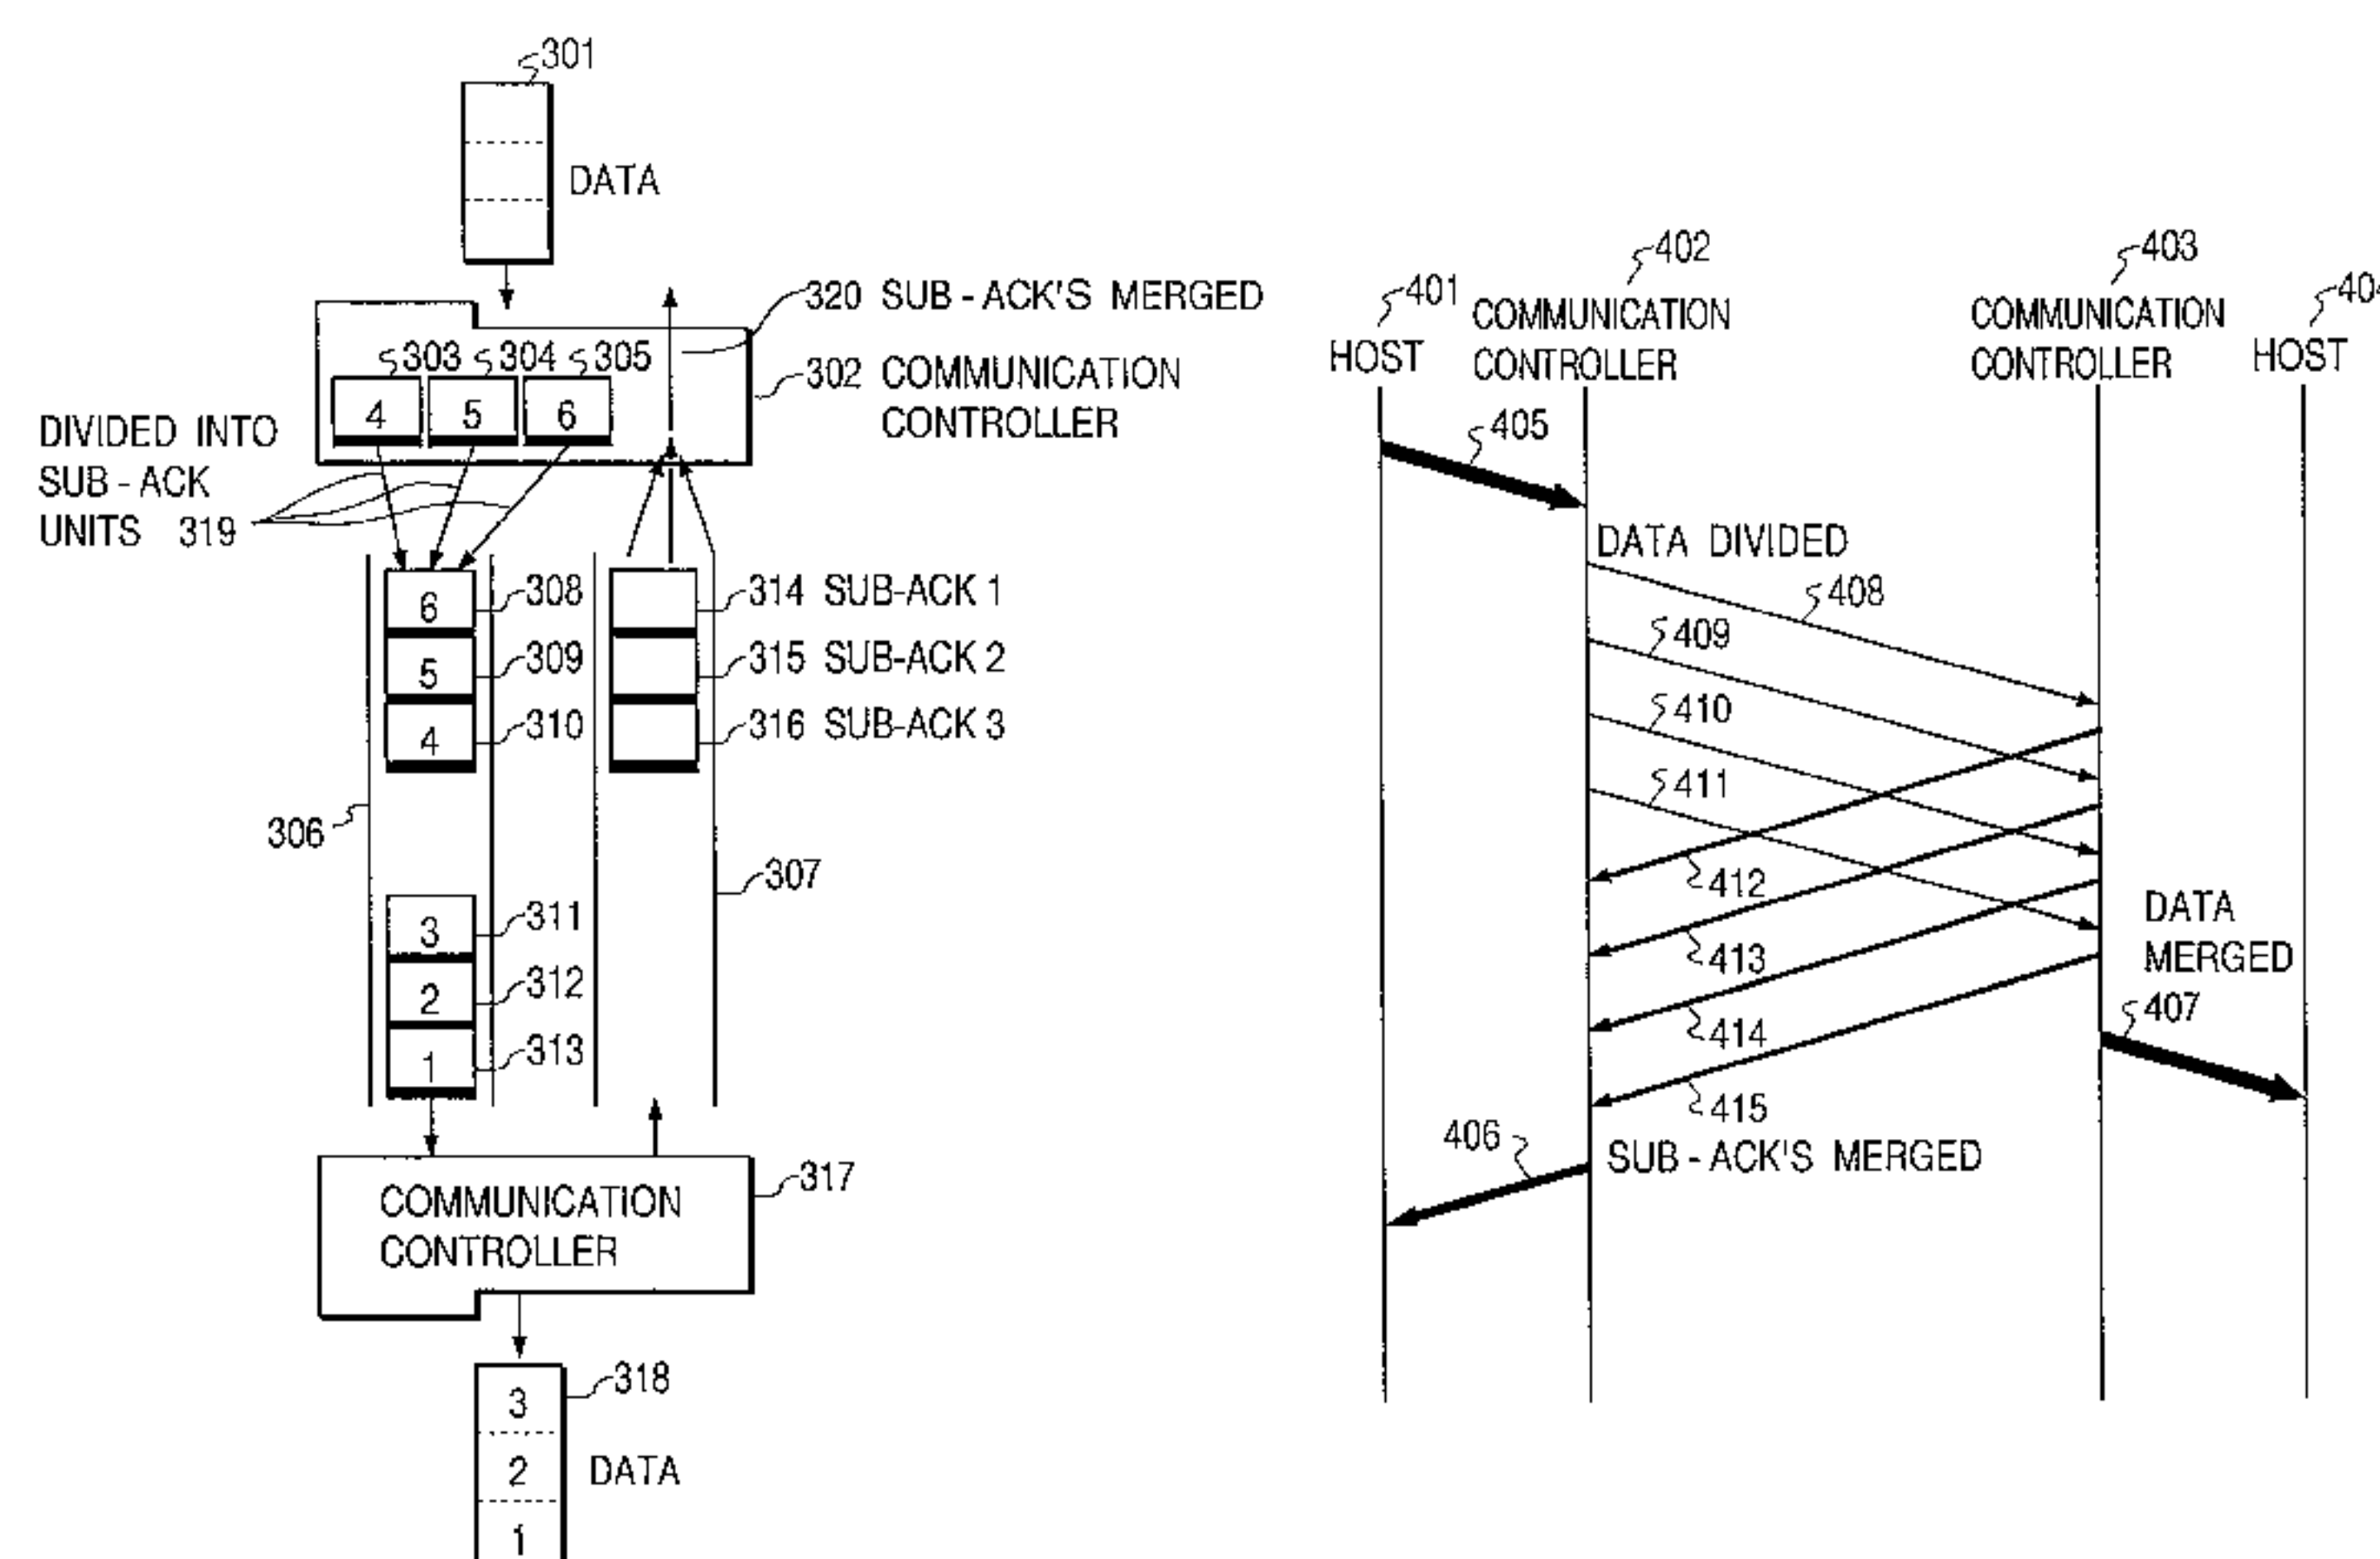 301
DATA
320 SUB-ACK'S MERGED
303 304 305
302 COMMUNICATION
CONTROLLER
4 5 6
DIVIDED INTO
SUB-ACK
UNITS 319
6 308
5 309
4 310
314 SUB-ACK 1
315 SUB-ACK 2
316 SUB-ACK 3
306
307
3 311
2 312
1 313
COMMUNICATION
CONTROLLER
317
318
3
2 DATA
1
401
HOST
402
COMMUNICATION
CONTROLLER
403
COMMUNICATION
CONTROLLER
HOST
405
DATA DIVIDED
408
409
410
411
412
413
414
415
DATA
MERGED
407
406
SUB-ACK'S MERGED